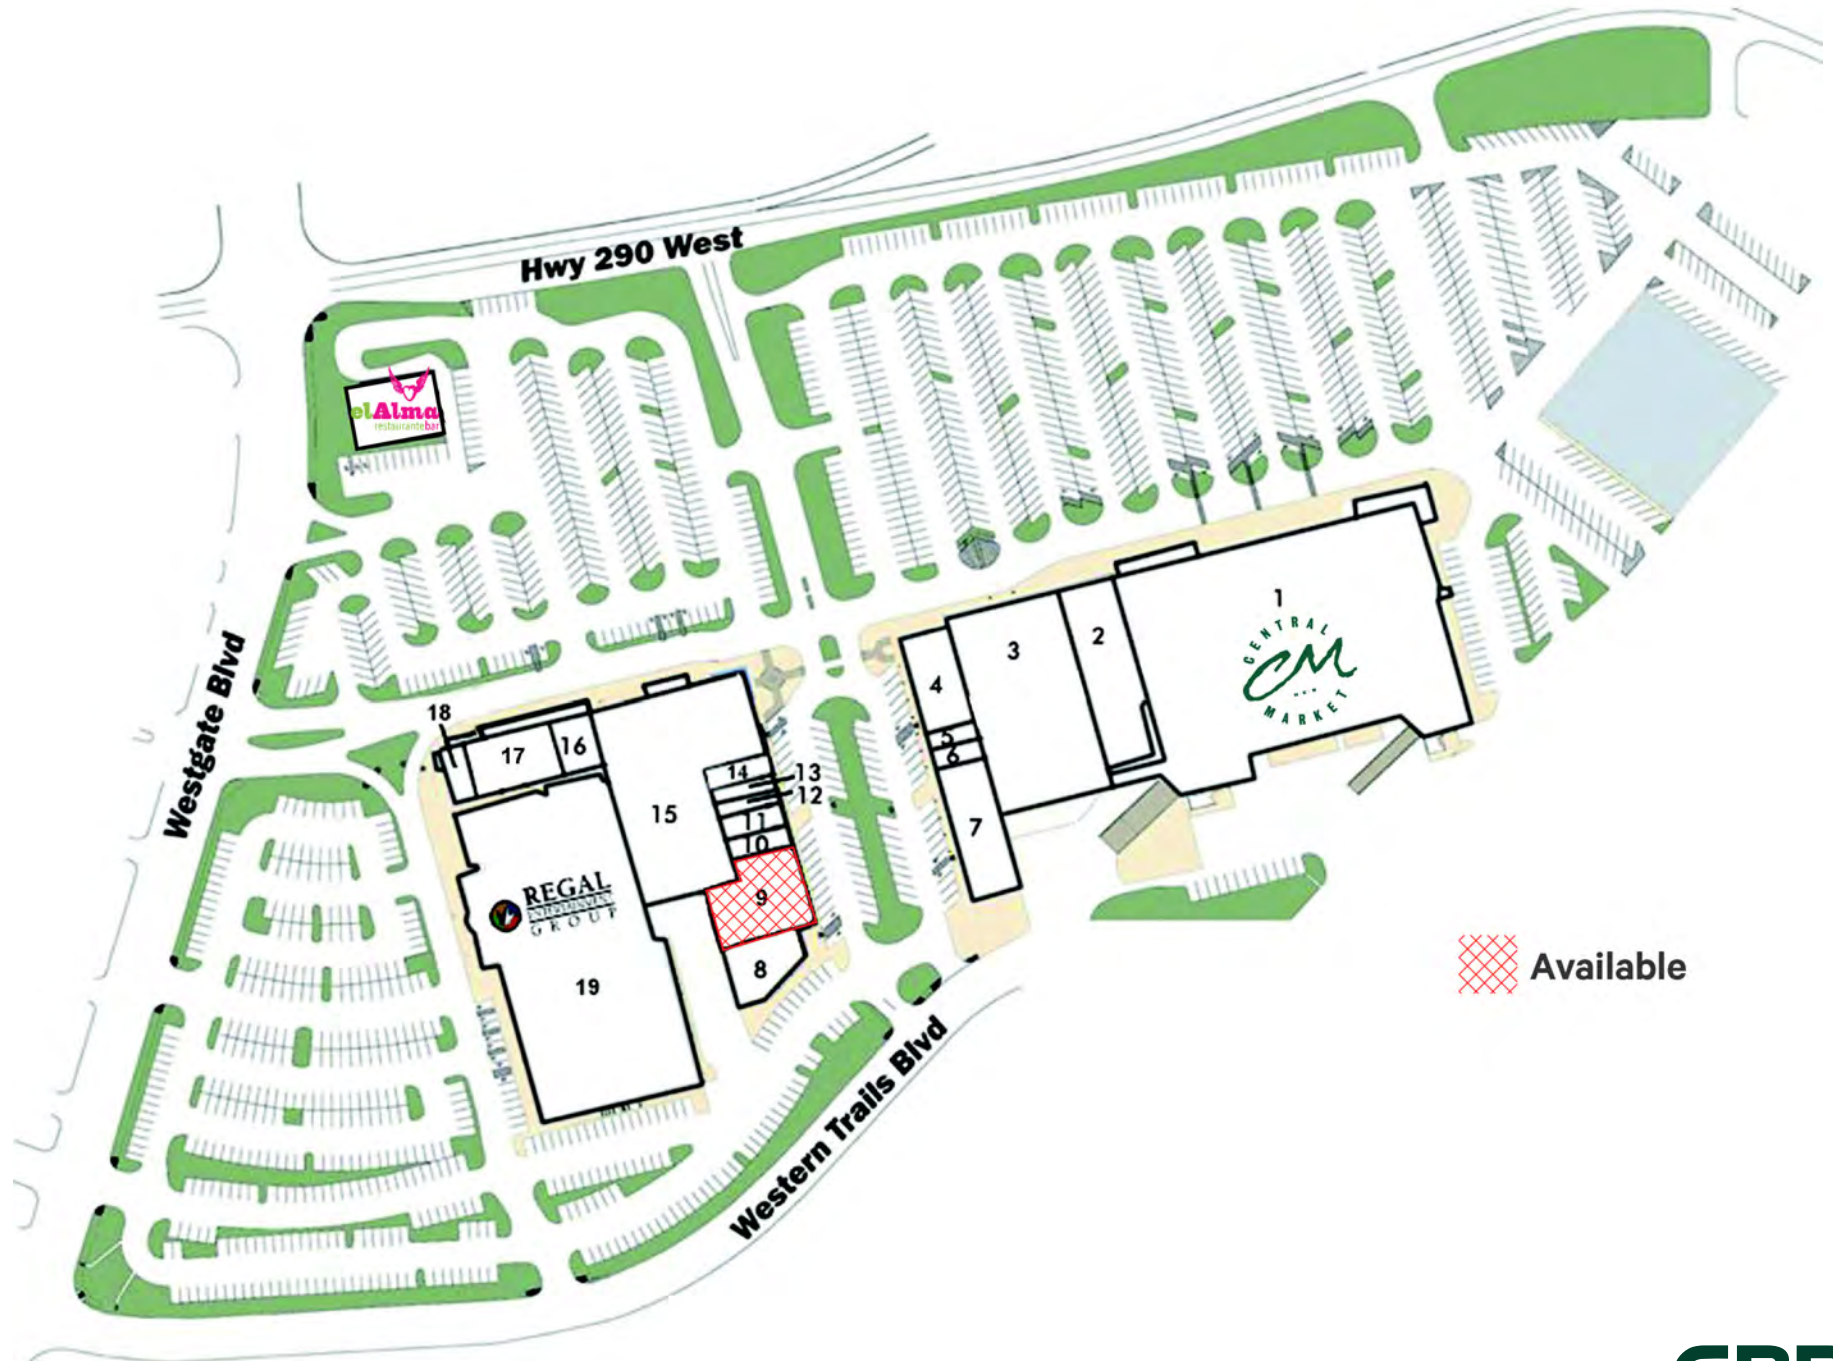 Hwy 290 West
elAlma
restaurantebar
Westgate Blvd
1
CENTRAL
CM
MARKET
2
3
4
5
6
7
18
17
16
14
13
12
15
11
10
9
REGAL
ENTERTAINMENT
GROUP
8
19
Available
Western Trails Blvd